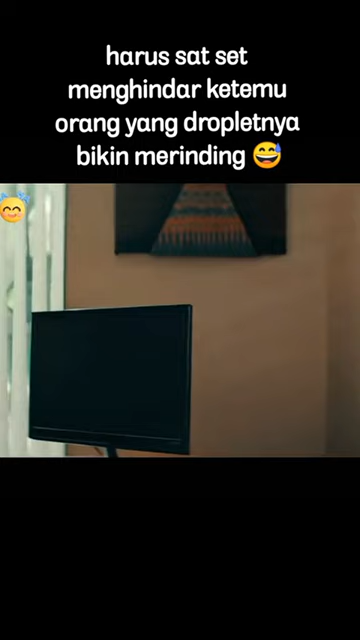 harus sat set
menghindar ketemu
orang yang dropletnya
bikin merinding 😅